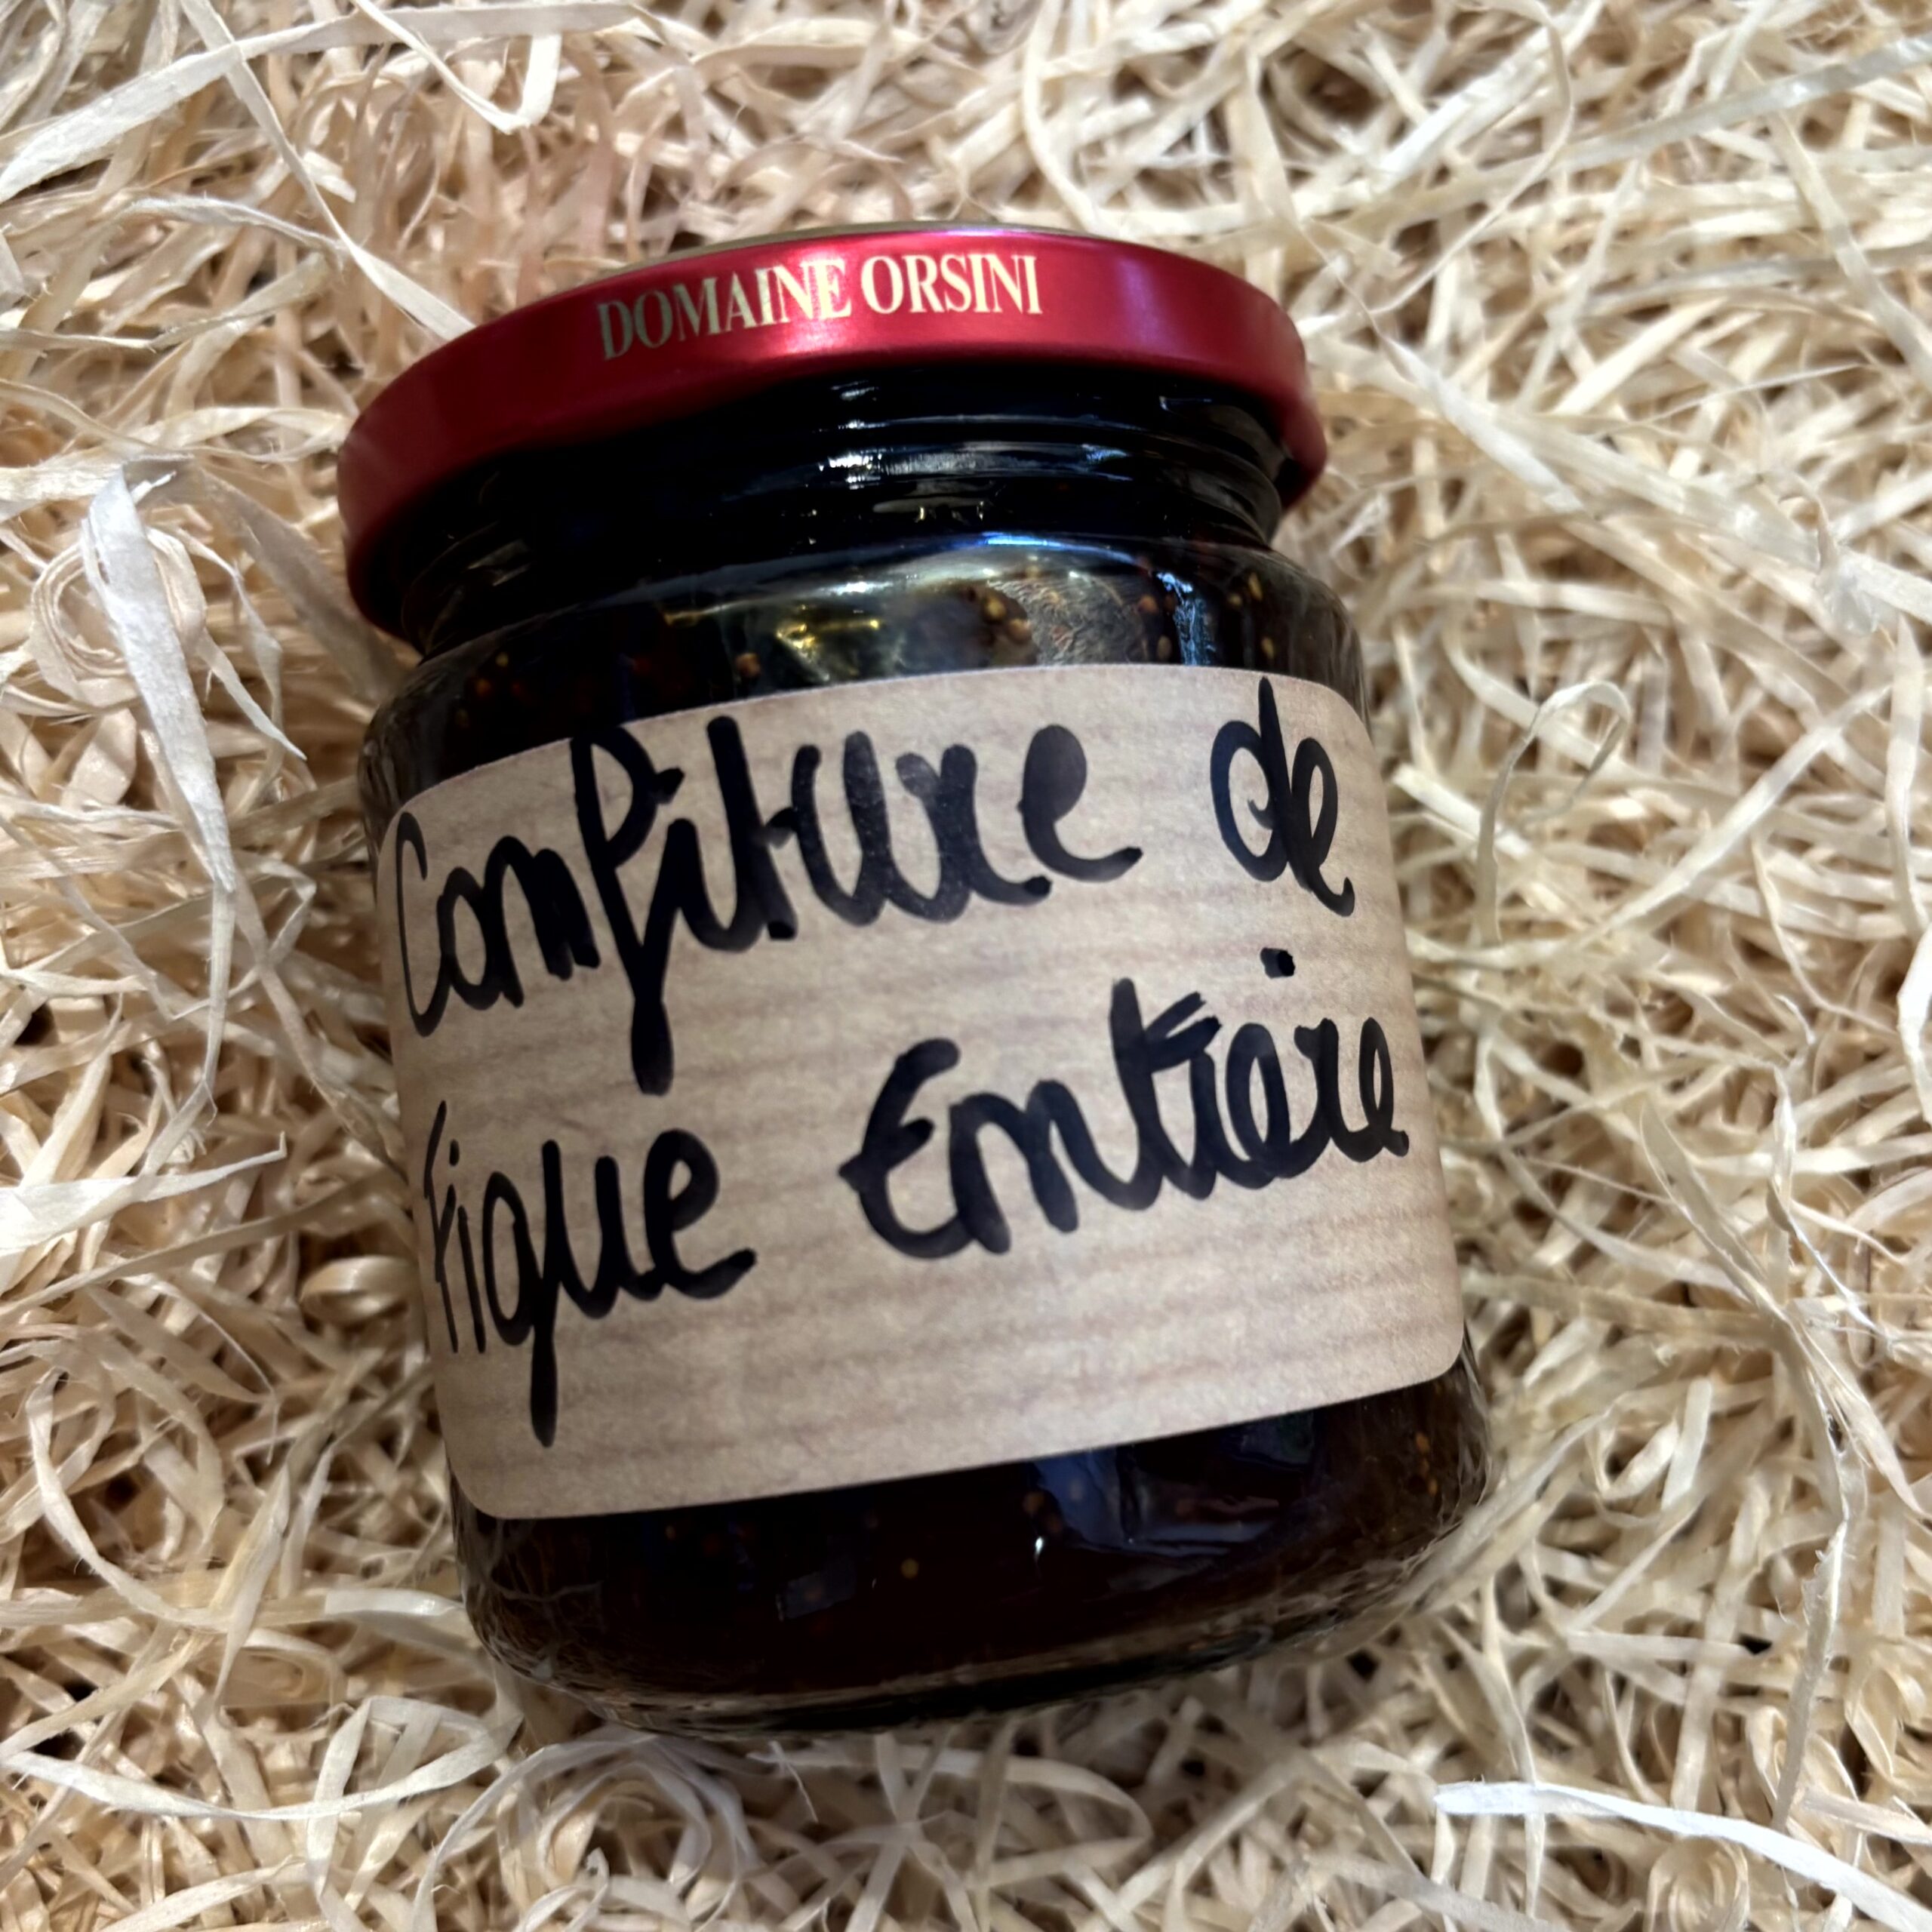 DOMAINE ORSINI
Confiture de
Figue Entière